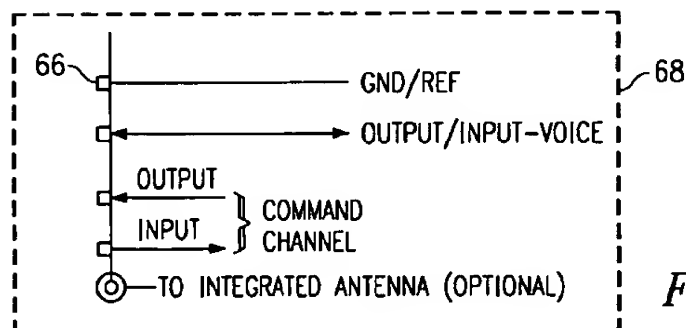 66
GND/REF
68
OUTPUT/INPUT-VOICE
OUTPUT
INPUT
COMMAND
CHANNEL
TO INTEGRATED ANTENNA (OPTIONAL)
F